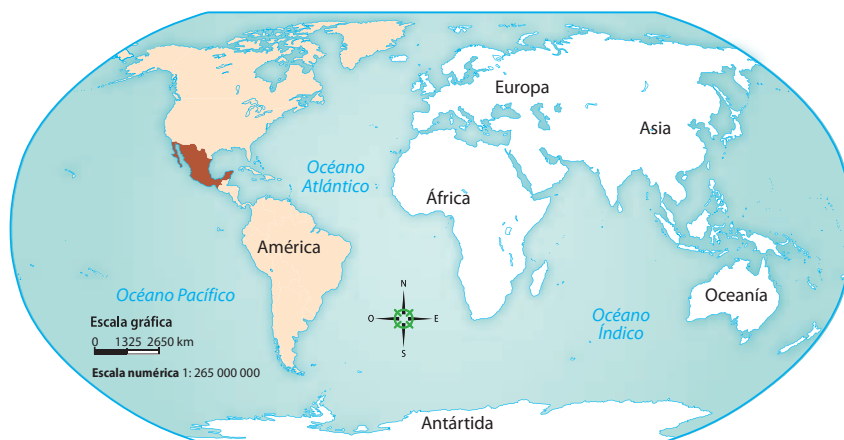 Europa
Asia
Océano
Atlántico
África
América
Océano Pacífico
N
O
E
S
Oceanía
Océano
Índico
Escala gráfica
0 1325 2650 km
Escala numérica 1: 265 000 000
Antártida